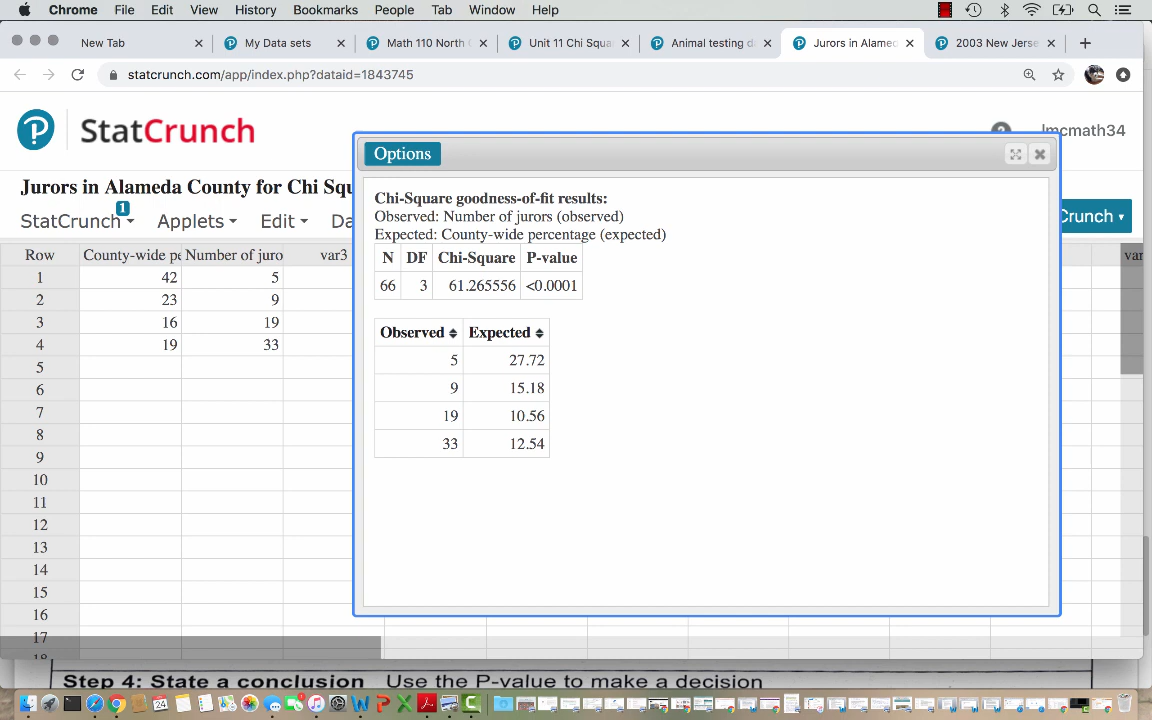 Chrome File Edit View History Bookmarks People Tab Window Help
New Tab My Data sets Math 110 North Unit 11 Chi Squa Animal testing d Jurors in Alamed 2003 New Jerse
statcrunch.com/app/index.php?dataid=1843745
StatCrunch
lmcmath34
Jurors in Alameda County for Chi Squ
StatCrunch 1 Applets Edit Da
Crunch
Options
Chi-Square goodness-of-fit results:
Observed: Number of jurors (observed)
Expected: County-wide percentage (expected)
N DF Chi-Square P-value
66 3 61.265556 <0.0001
Observed Expected
5 27.72
9 15.18
19 10.56
33 12.54
Row County-wide pe Number of juro var3 var
1 42 5
2 23 9
3 16 19
4 19 33
5
6
7
8
9
10
11
12
13
14
15
16
17
18
Step 4: State a conclusion Use the P-value to make a decision